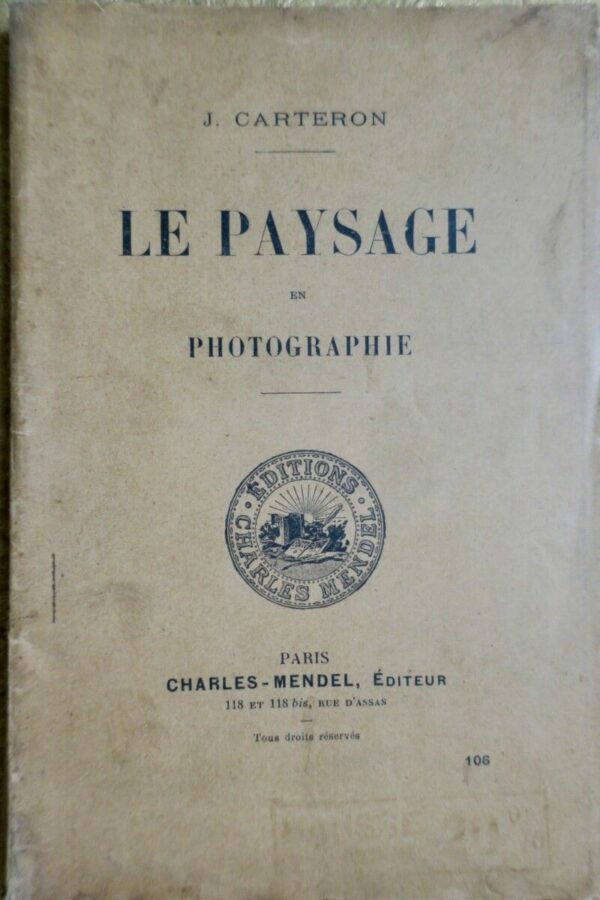 J. CARTERON
LE PAYSAGE
EN
PHOTOGRAPHIE
· ÉDITIONS ·
CHARLES MENDEL
PARIS
CHARLES-MENDEL, ÉDITEUR
118 ET 118 bis, RUE D'ASSAS
Tous droits réservés
106